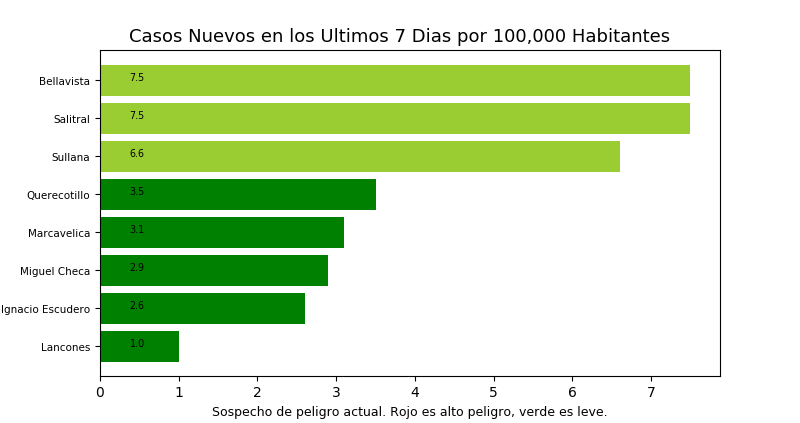 Casos Nuevos en los Ultimos 7 Dias por 100,000 Habitantes
Bellavista 7.5
Salitral 7.5
Sullana 6.6
Querecotillo 3.5
Marcavelica 3.1
Miguel Checa 2.9
Ignacio Escudero 2.6
Lancones 1.0
0 1 2 3 4 5 6 7
Sospecho de peligro actual. Rojo es alto peligro, verde es leve.